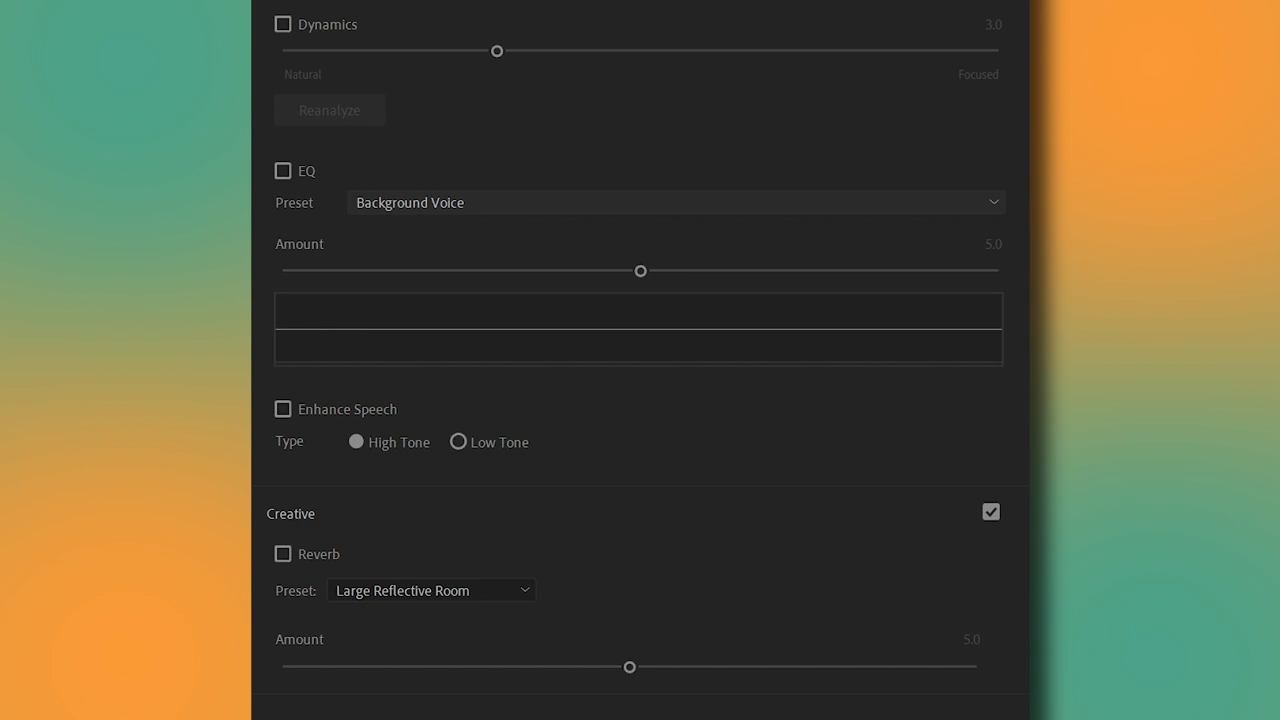 Dynamics 3.0
Natural Focused
Reanalyze
EQ
Preset Background Voice
Amount 5.0
Enhance Speech
Type High Tone Low Tone
Creative
Reverb
Preset: Large Reflective Room
Amount 5.0